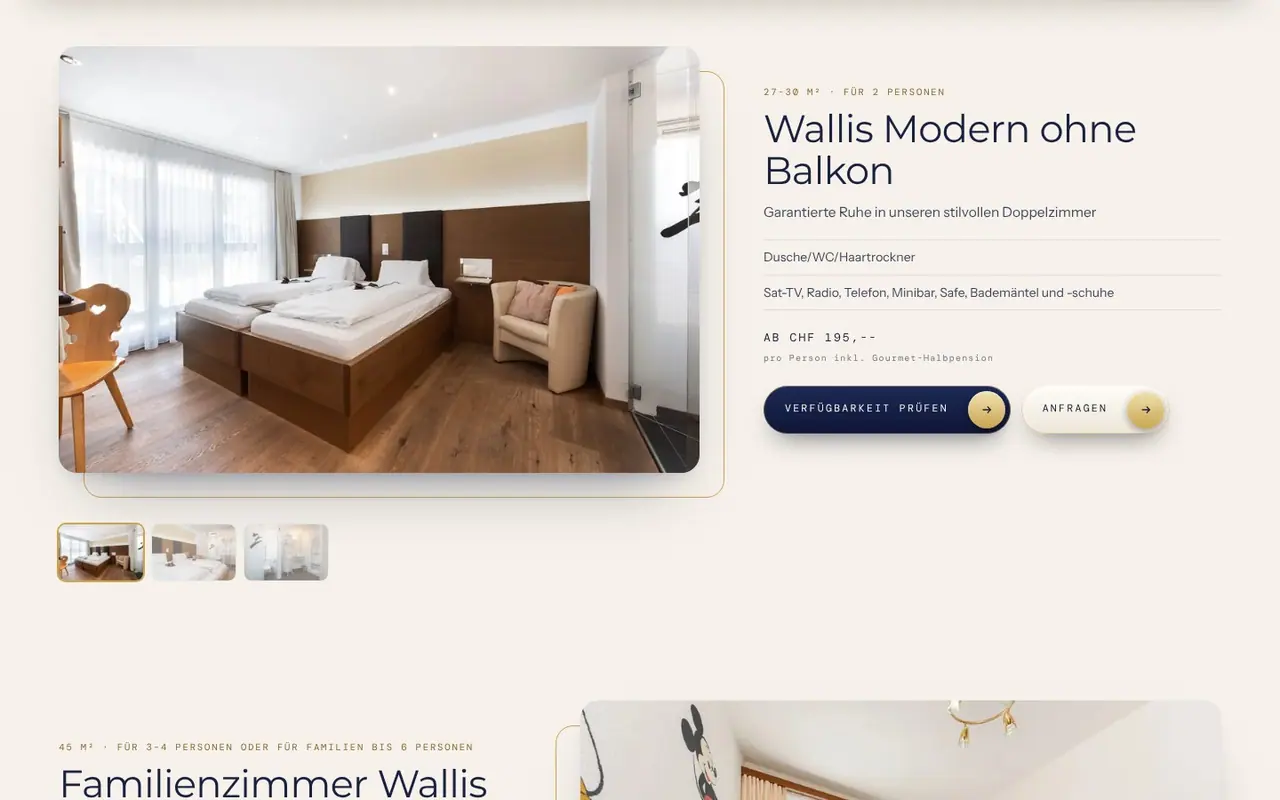 27-30 M² · FÜR 2 PERSONEN
Wallis Modern ohne
Balkon
Garantierte Ruhe in unseren stilvollen Doppelzimmer
Dusche/WC/Haartrockner
Sat-TV, Radio, Telefon, Minibar, Safe, Bademäntel und -schuhe
AB CHF 195,--
pro Person inkl. Gourmet-Halbpension
VERFÜGBARKEIT PRÜFEN →
ANFRAGEN →
45 M² · FÜR 3-4 PERSONEN ODER FÜR FAMILIEN BIS 6 PERSONEN
Familienzimmer Wallis